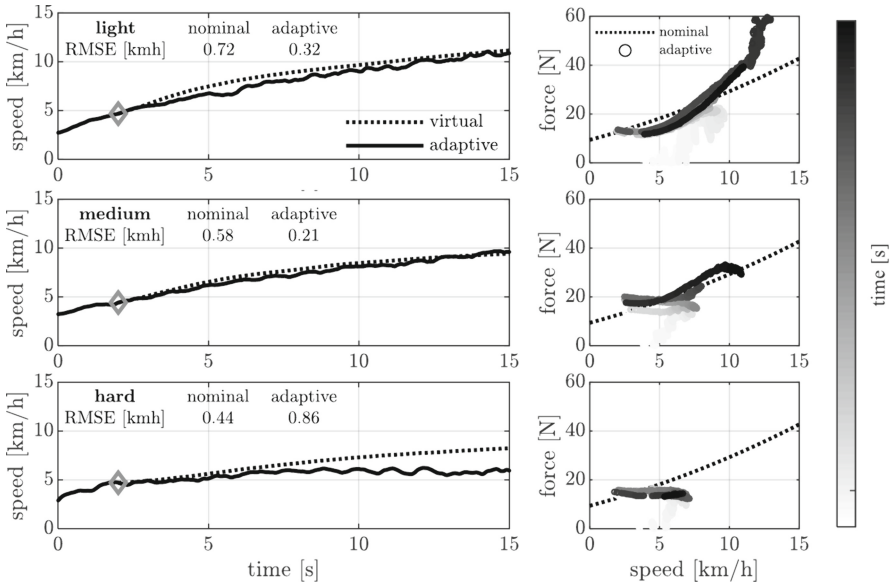 light nominal adaptive
RMSE [kmh] 0.72 0.32
virtual
adaptive
speed [km/h]
15
10
5
0
0 5 10 15
nominal
adaptive
force [N]
60
40
20
0
0 5 10 15
medium nominal adaptive
RMSE [kmh] 0.58 0.21
speed [km/h]
15
10
5
0
0 5 10 15
force [N]
60
40
20
0
0 5 10 15
hard nominal adaptive
RMSE [kmh] 0.44 0.86
speed [km/h]
15
10
5
0
0 5 10 15
time [s]
force [N]
60
40
20
0
0 5 10 15
speed [km/h]
time [s]